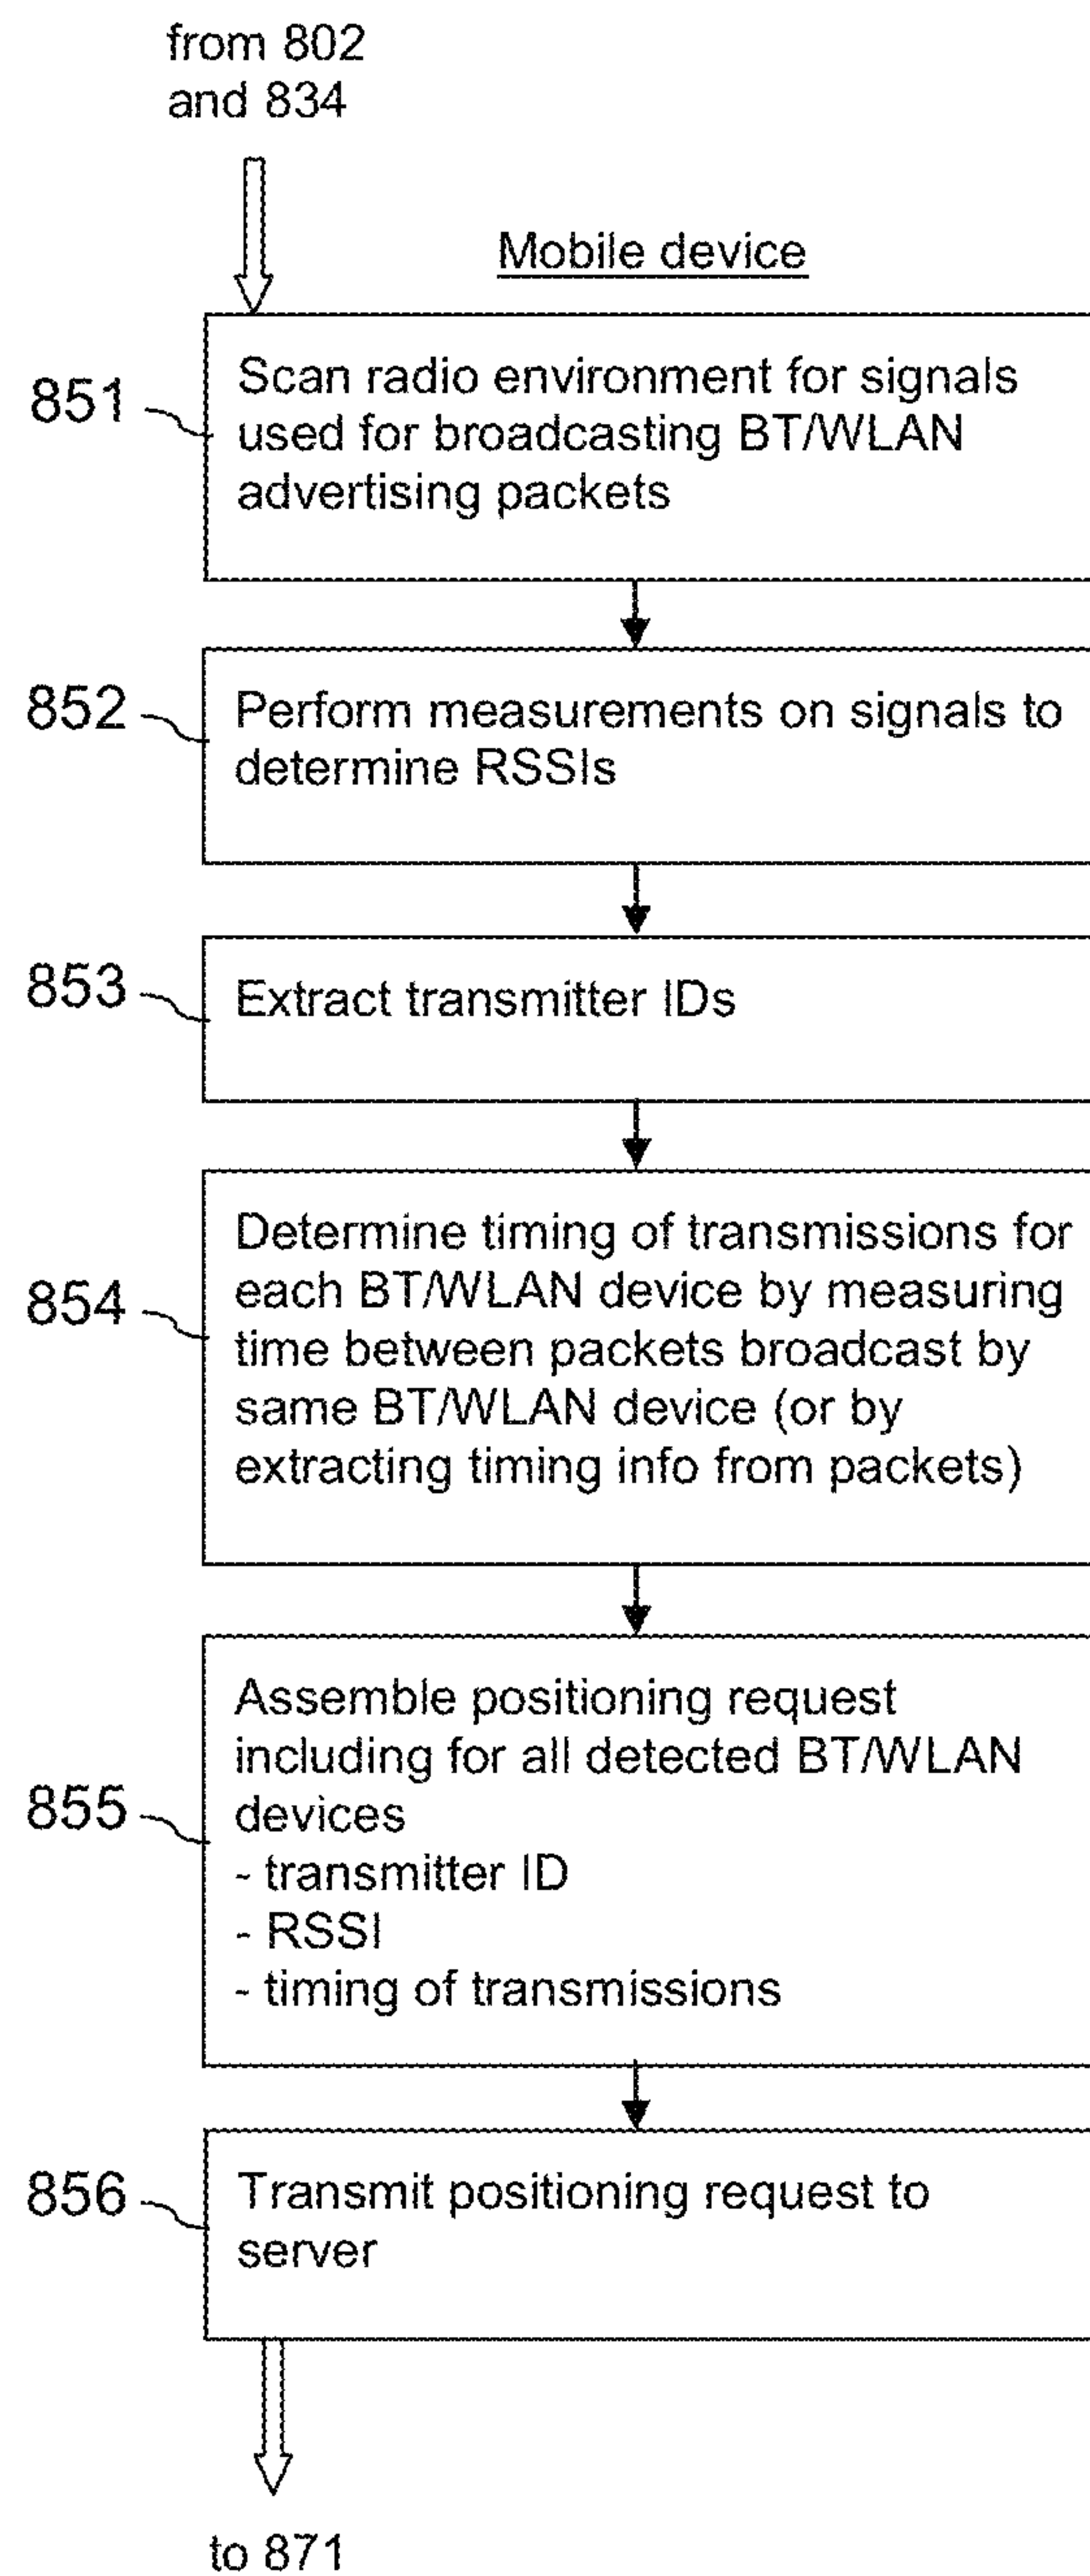 from 802
and 834
Mobile device
851
Scan radio environment for signals
used for broadcasting BT/WLAN
advertising packets
852
Perform measurements on signals to
determine RSSIs
853
Extract transmitter IDs
854
Determine timing of transmissions for
each BT/WLAN device by measuring
time between packets broadcast by
same BT/WLAN device (or by
extracting timing info from packets)
855
Assemble positioning request
including for all detected BT/WLAN
devices
- transmitter ID
- RSSI
- timing of transmissions
856
Transmit positioning request to
server
to 871